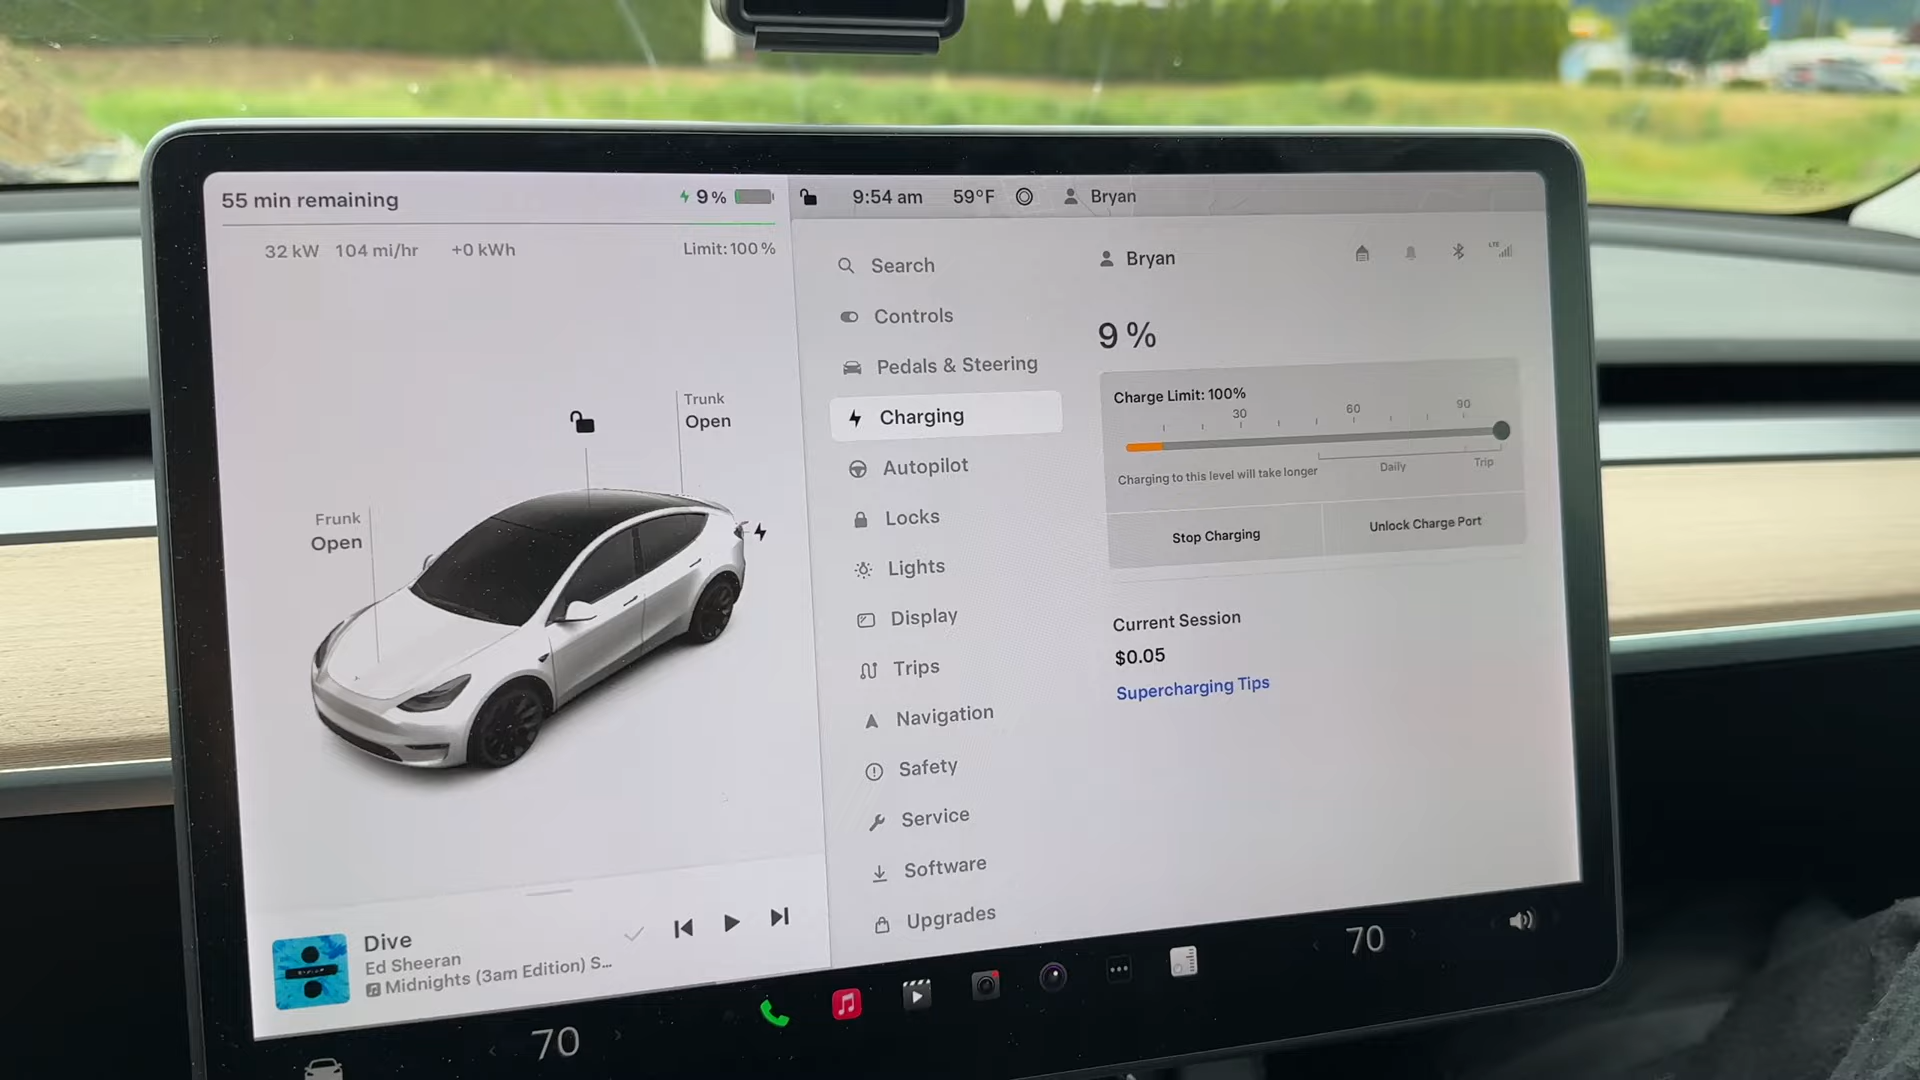 55 min remaining
9 %
32 kW 104 mi/hr +0 kWh
Limit: 100 %
Trunk
Open
Frunk
Open
Dive
Ed Sheeran
Midnights (3am Edition) S...
9:54 am 59°F Bryan
Search
Controls
Pedals & Steering
Charging
Autopilot
Locks
Lights
Display
Trips
Navigation
Safety
Service
Software
Upgrades
Bryan
LTE
9 %
Charge Limit: 100%
30 60 90
Charging to this level will take longer
Daily Trip
Stop Charging Unlock Charge Port
Current Session
$0.05
Supercharging Tips
70
70